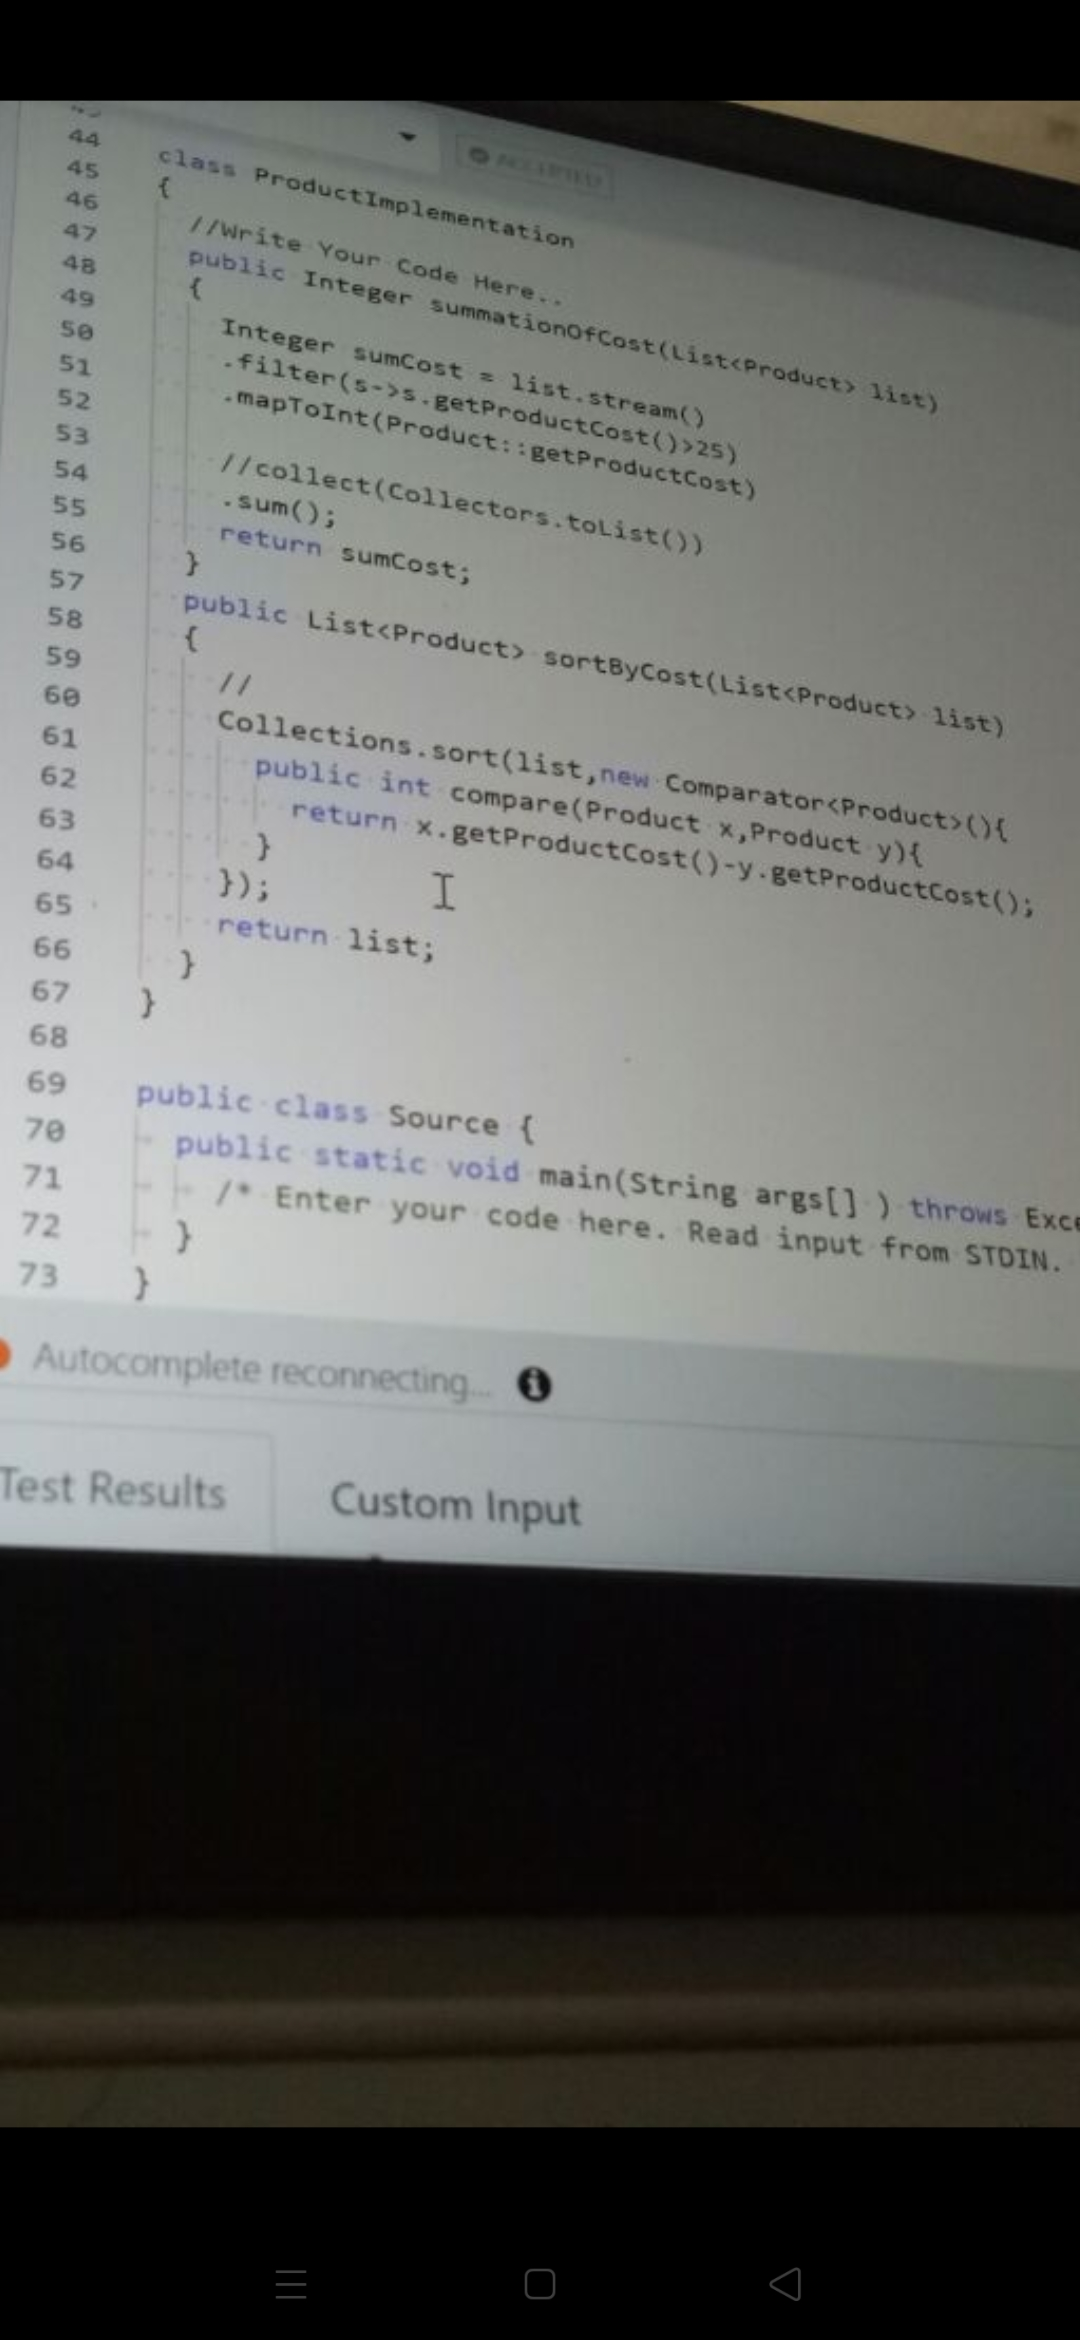 44
45 class ProductImplementation
46 {
47 //Write Your Code Here..
48 public Integer summationOfCost(List<Product> list)
49 {
50 Integer sumCost = list.stream()
51 .filter(s->s.getProductCost()>25)
52 .mapToInt(Product::getProductCost)
53 //collect(Collectors.toList())
54 .sum();
55 return sumCost;
56 }
57 public List<Product> sortByCost(List<Product> list)
58 {
59 //
60 Collections.sort(list,new Comparator<Product>(){
61 public int compare(Product x,Product y){
62 return x.getProductCost()-y.getProductCost();
63 }
64 });
65 return list;
66 }
67 }
68
69 public class Source {
70 public static void main(String args[] ) throws Exce
71 /* Enter your code here. Read input from STDIN.
72 }
73 }
Autocomplete reconnecting...
Test Results Custom Input